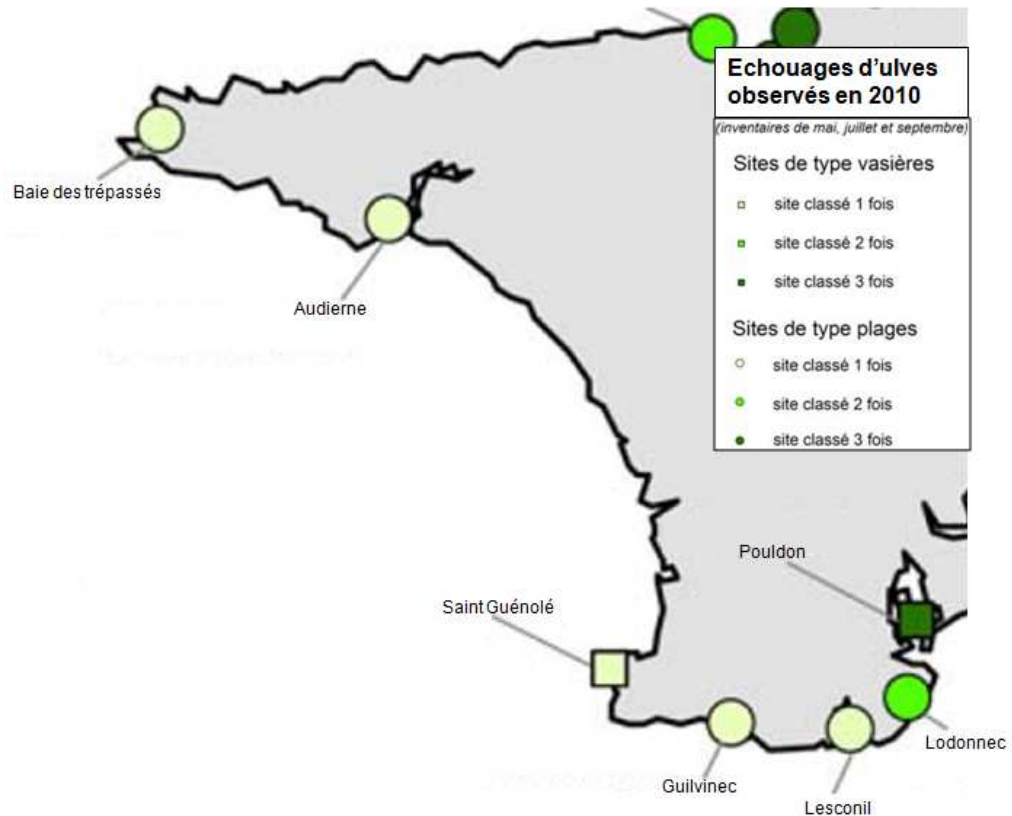 Echouages d'ulves
observés en 2010
(inventaires de mai, juillet et septembre)
Sites de type vasières
site classé 1 fois
site classé 2 fois
site classé 3 fois
Sites de type plages
site classé 1 fois
site classé 2 fois
site classé 3 fois
Baie des trépassés
Audierne
Pouldon
Saint Guénolé
Lodonnec
Guilvinec
Lesconil